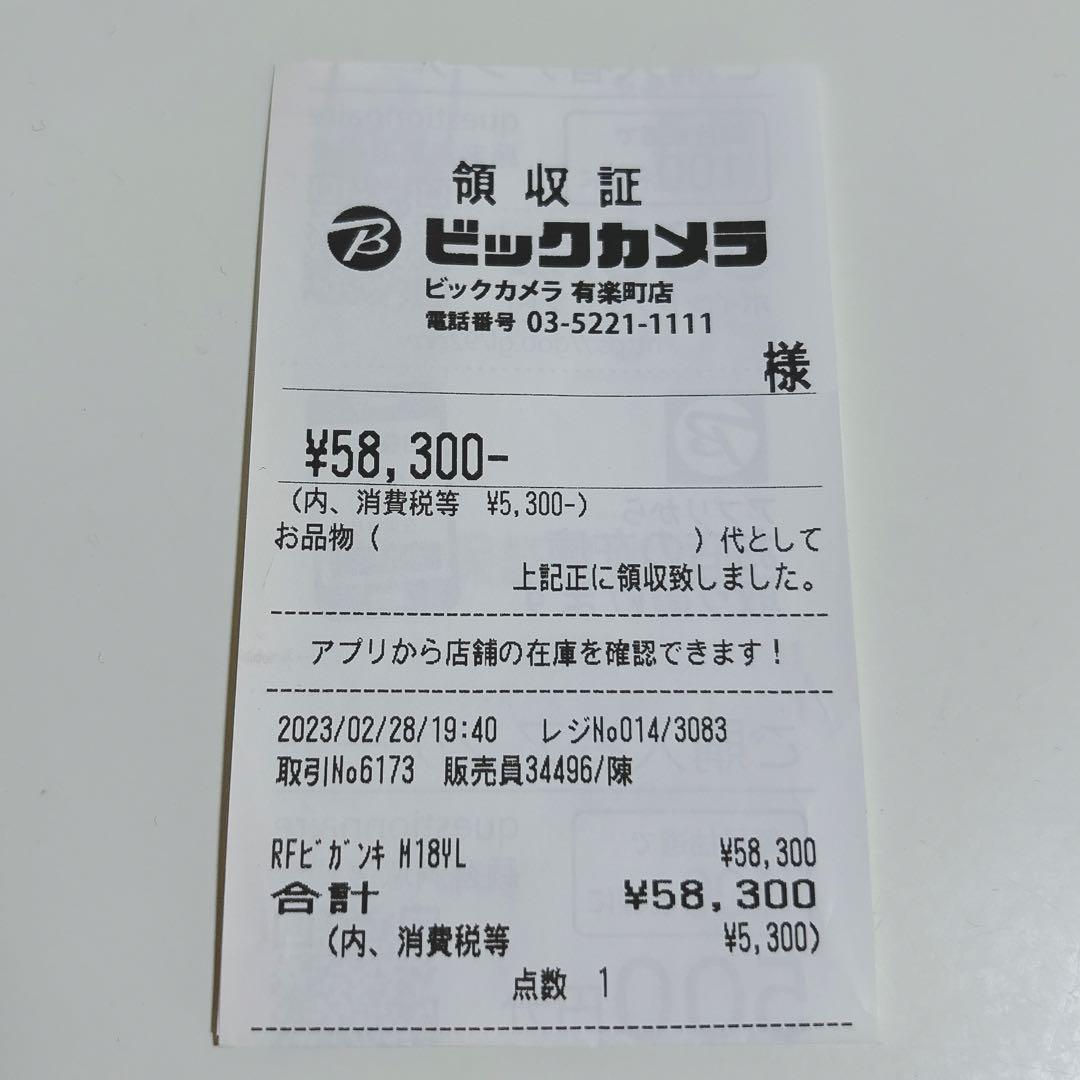 領収証
B ビックカメラ
ビックカメラ 有楽町店
電話番号 03-5221-1111
様
¥58,300-
(内、消費税等 ¥5,300-)
お品物( )代として
上記正に領収致しました。
アプリから店舗の在庫を確認できます!
2023/02/28/19:40 レジNo014/3083
取引No6173 販売員34496/陳
RFビガンキ M18YL ¥58,300
合計 ¥58,300
(内、消費税等 ¥5,300)
点数 1